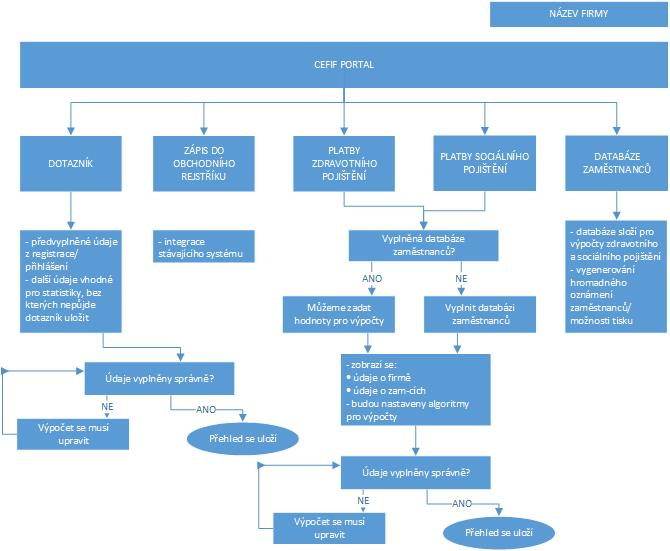 NÁZEV FIRMY
CEFIF PORTAL
DOTAZNÍK
ZÁPIS DO
OBCHODNÍHO
REJSTŘÍKU
PLATBY
ZDRAVOTNÍHO
POJIŠTĚNÍ
PLATBY SOCIÁLNÍHO
POJIŠTĚNÍ
DATABÁZE
ZAMĚSTNANCŮ
- předvyplněné údaje
z registrace/
přihlášení
- další údaje vhodné
pro statistiky, bez
kterých nepůjde
dotazník uložit
- integrace
stávajícího systému
Vyplněná databáze
zaměstnanců?
- databáze složí pro
výpočty zdravotního
a sociálního pojištění
- vygenerování
hromadného
oznámení
zaměstnanců/
možnosti tisku
ANO
NE
Můžeme zadat
hodnoty pro výpočty
Vyplnit databázi
zaměstnanců
Údaje vyplněny správně?
NE
ANO
Výpočet se musí
upravit
Přehled se uloží
- zobrazí se:
• údaje o firmě
• údaje o zam-cích
- budou nastaveny algoritmy
pro výpočty
Údaje vyplněny správně?
NE
ANO
Výpočet se musí
upravit
Přehled se uloží